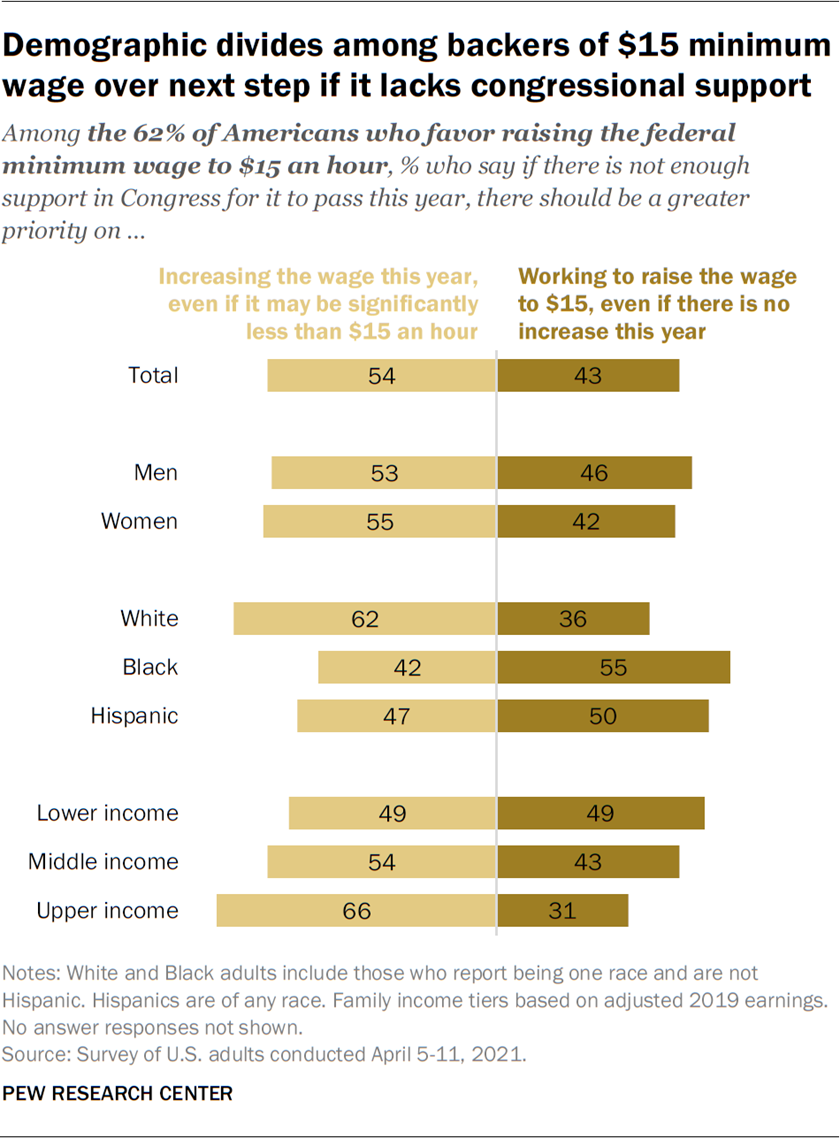 Demographic divides among backers of $15 minimum
wage over next step if it lacks congressional support
Among the 62% of Americans who favor raising the federal
minimum wage to $15 an hour, % who say if there is not enough
support in Congress for it to pass this year, there should be a greater
priority on ...
Increasing the wage this year,
even if it may be significantly
less than $15 an hour
Working to raise the wage
to $15, even if there is no
increase this year
Total 54 43
Men 53 46
Women 55 42
White 62 36
Black 42 55
Hispanic 47 50
Lower income 49 49
Middle income 54 43
Upper income 66 31
Notes: White and Black adults include those who report being one race and are not
Hispanic. Hispanics are of any race. Family income tiers based on adjusted 2019 earnings.
No answer responses not shown.
Source: Survey of U.S. adults conducted April 5-11, 2021.
PEW RESEARCH CENTER